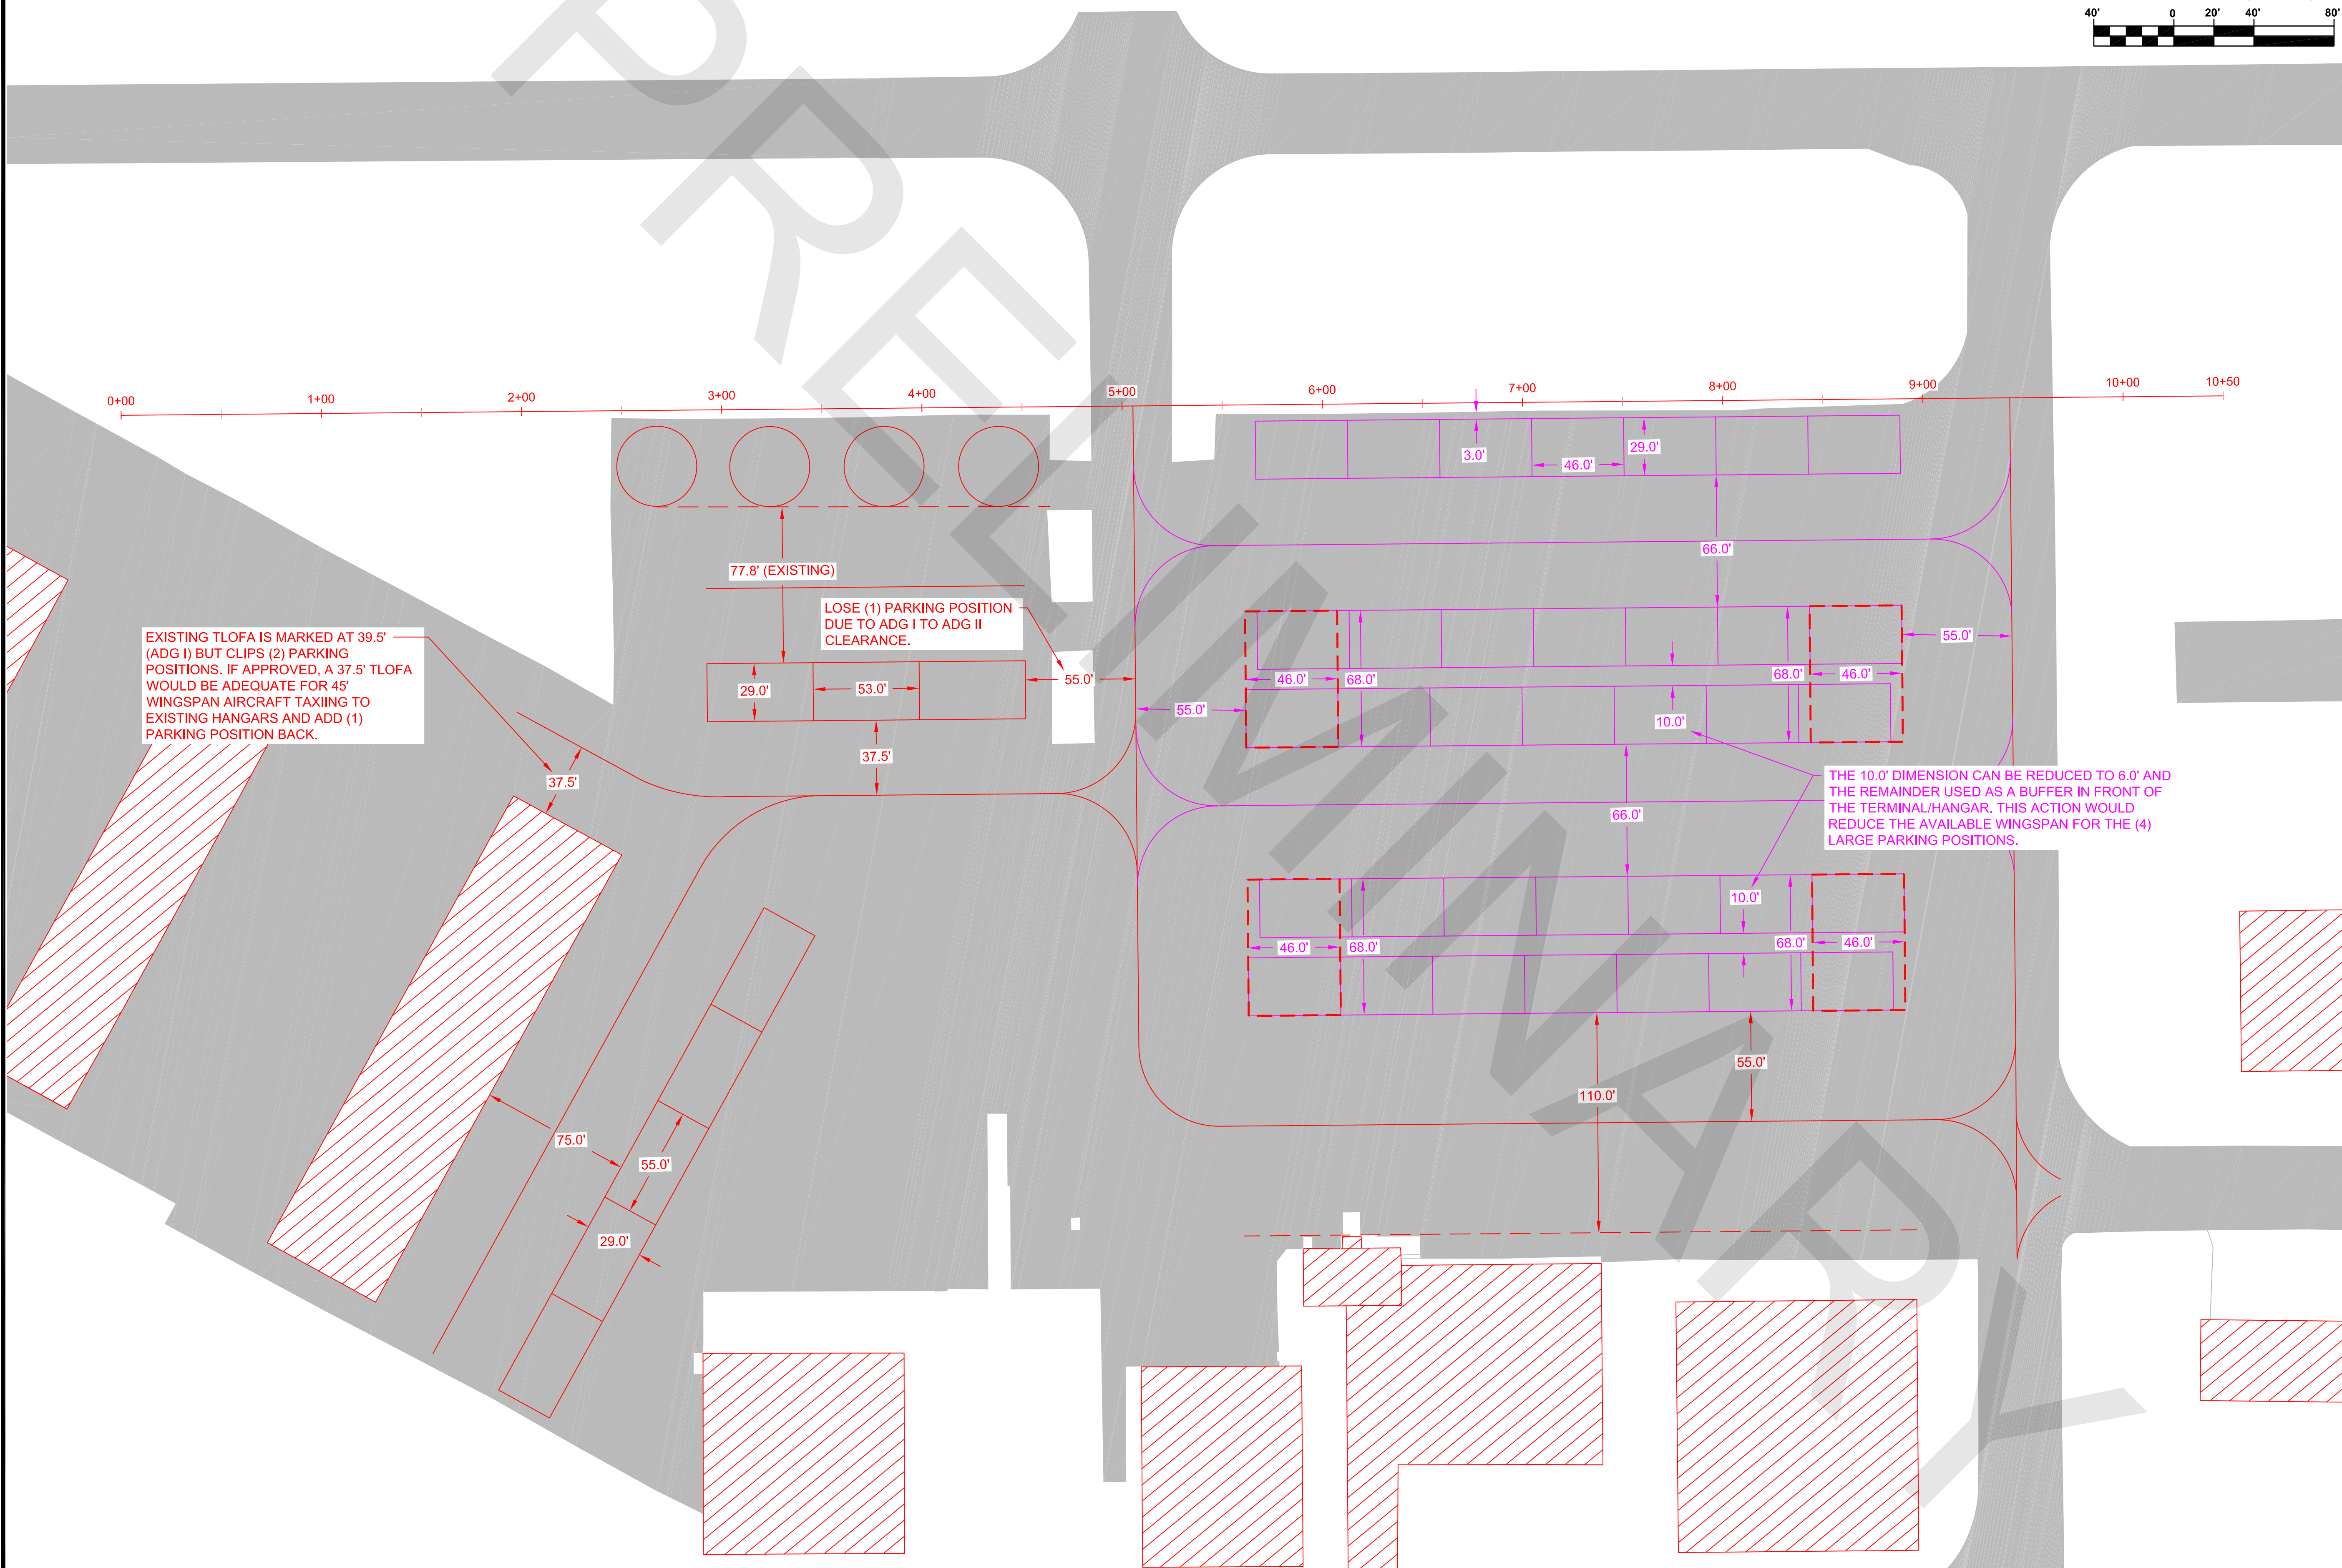 40' 0 20' 40' 80'
0+00 1+00 2+00 3+00 4+00 5+00 6+00 7+00 8+00 9+00 10+00 10+50
3.0'
29.0'
46.0'
66.0'
77.8' (EXISTING)
LOSE (1) PARKING POSITION
DUE TO ADG I TO ADG II
CLEARANCE.
EXISTING TLOFA IS MARKED AT 39.5'
(ADG I) BUT CLIPS (2) PARKING
POSITIONS. IF APPROVED, A 37.5' TLOFA
WOULD BE ADEQUATE FOR 45'
WINGSPAN AIRCRAFT TAXIING TO
EXISTING HANGARS AND ADD (1)
PARKING POSITION BACK.
29.0'
53.0'
55.0'
37.5'
37.5'
55.0'
46.0'
68.0'
68.0'
46.0'
55.0'
10.0'
THE 10.0' DIMENSION CAN BE REDUCED TO 6.0' AND
THE REMAINDER USED AS A BUFFER IN FRONT OF
THE TERMINAL/HANGAR. THIS ACTION WOULD
REDUCE THE AVAILABLE WINGSPAN FOR THE (4)
LARGE PARKING POSITIONS.
66.0'
10.0'
46.0'
68.0'
68.0'
46.0'
55.0'
110.0'
75.0'
55.0'
29.0'
PRELIMINARY